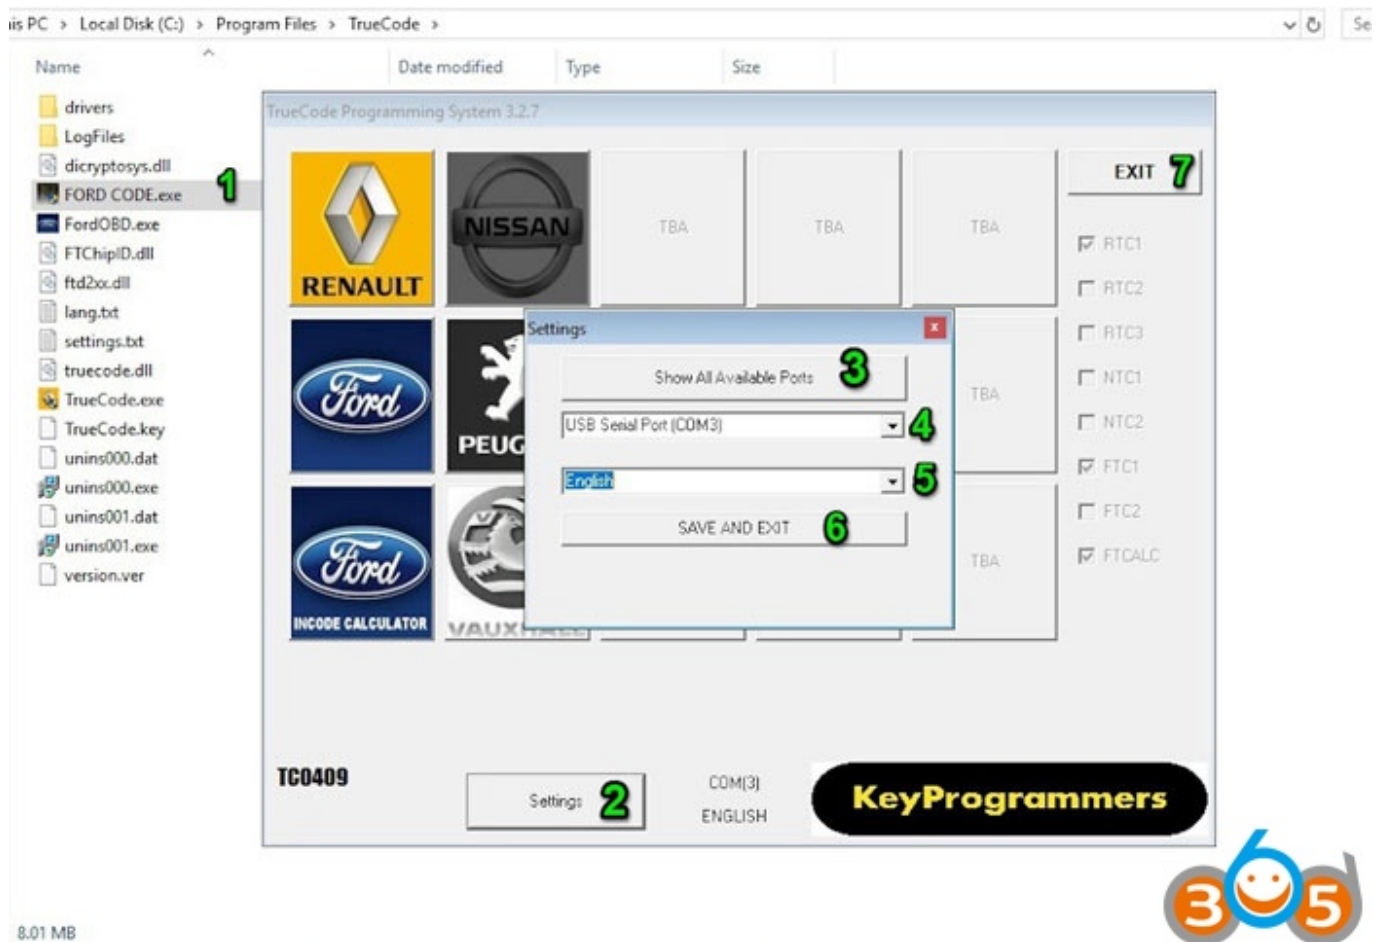 is PC > Local Disk (C:) > Program Files > TrueCode >
Se
Name
Date modified
Type
Size
drivers
LogFiles
dicryptosys.dll
FORD CODE.exe
1
FordOBD.exe
FTChipID.dll
ftd2xx.dll
lang.txt
settings.txt
truecode.dll
TrueCode.exe
TrueCode.key
unins000.dat
unins000.exe
unins001.dat
unins001.exe
version.ver
8.01 MB
TrueCode Programming System 3.2.7
RENAULT
NISSAN
TBA
TBA
TBA
EXIT 7
RTC1
RTC2
RTC3
NTC1
NTC2
FTC1
FTC2
FTCALC
Ford
PEUG
TBA
Settings
x
Show All Available Ports 3
USB Serial Port (COM3) 4
English 5
SAVE AND EXIT 6
Ford
INCODE CALCULATOR
VAUXHALL
TBA
TC0409
Settings 2
COM(3)
ENGLISH
KeyProgrammers
365